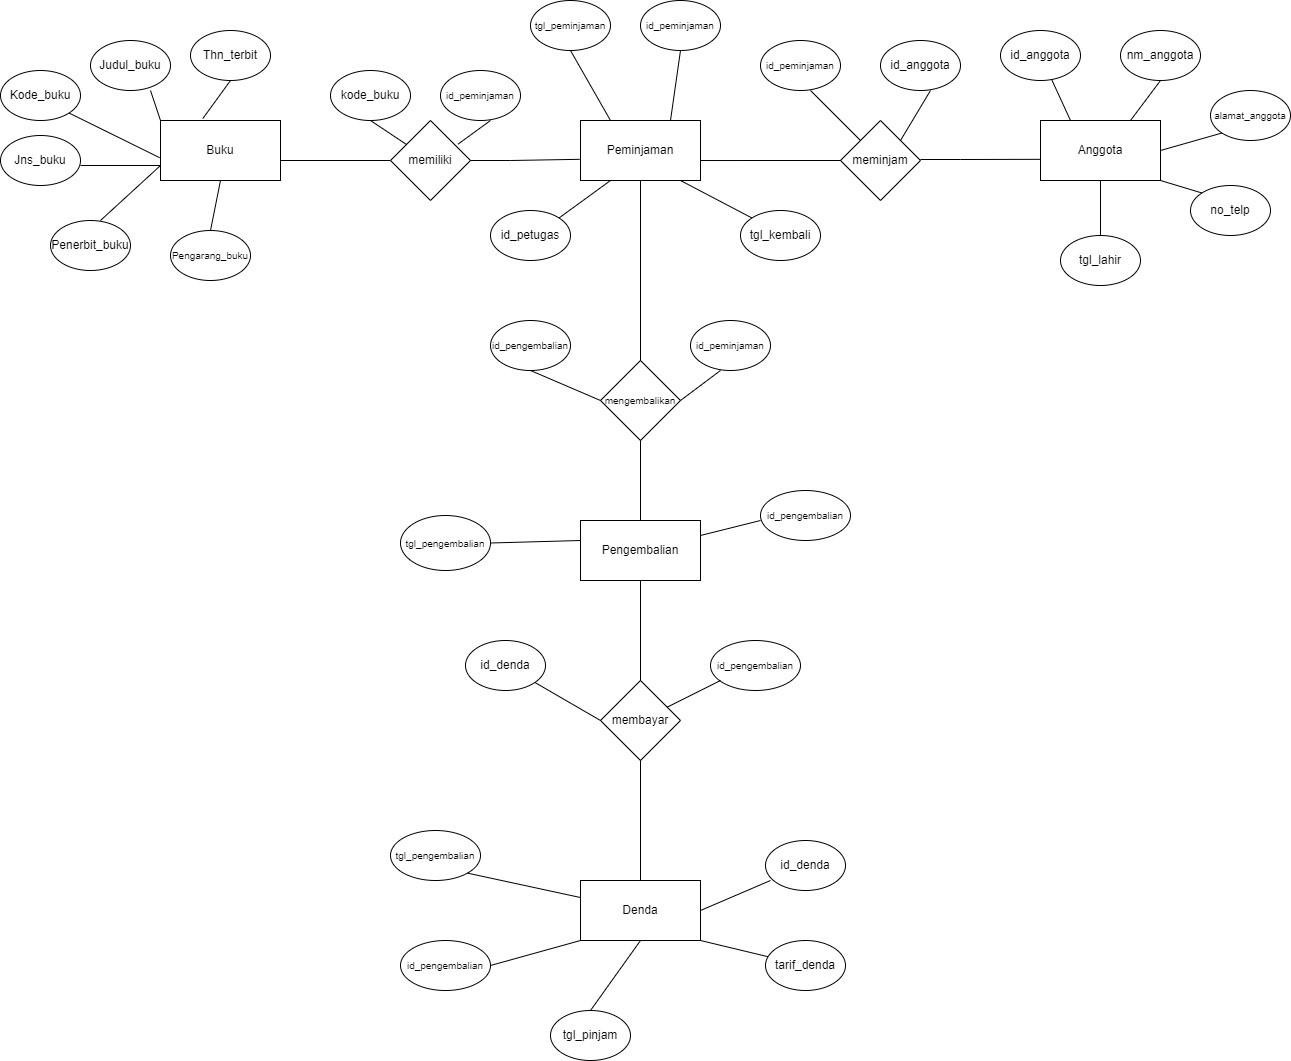 tgl_peminjaman
id_peminjaman
Judul_buku
Thn_terbit
id_peminjaman
id_anggota
id_anggota
nm_anggota
Kode_buku
kode_buku
id_peminjaman
alamat_anggota
Buku
memiliki
Peminjaman
meminjam
Anggota
Jns_buku
Penerbit_buku
Pengarang_buku
id_petugas
tgl_kembali
no_telp
tgl_lahir
id_pengembalian
id_peminjaman
mengembalikan
id_pengembalian
tgl_pengembalian
Pengembalian
id_denda
id_pengembalian
membayar
tgl_pengembalian
id_denda
Denda
id_pengembalian
tarif_denda
tgl_pinjam